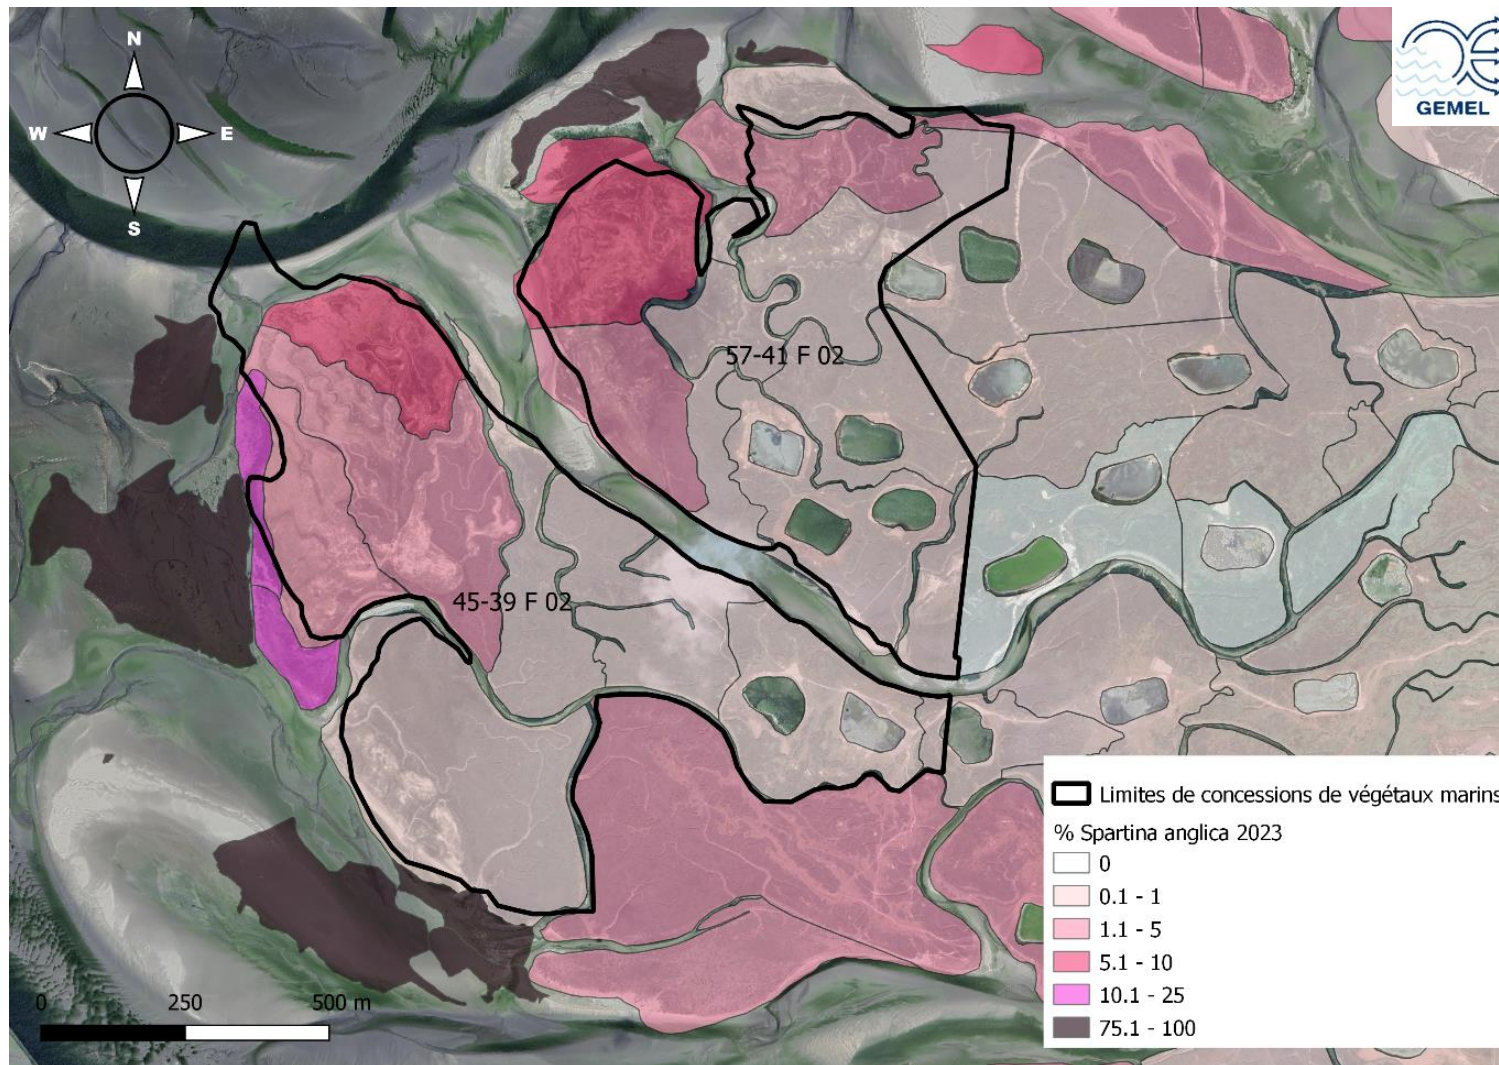 N
W
E
S
GEMEL
57-41 F 02
45-39 F 02
0
250
500 m
Limites de concessions de végétaux marins
% Spartina anglica 2023
0
0.1 - 1
1.1 - 5
5.1 - 10
10.1 - 25
75.1 - 100